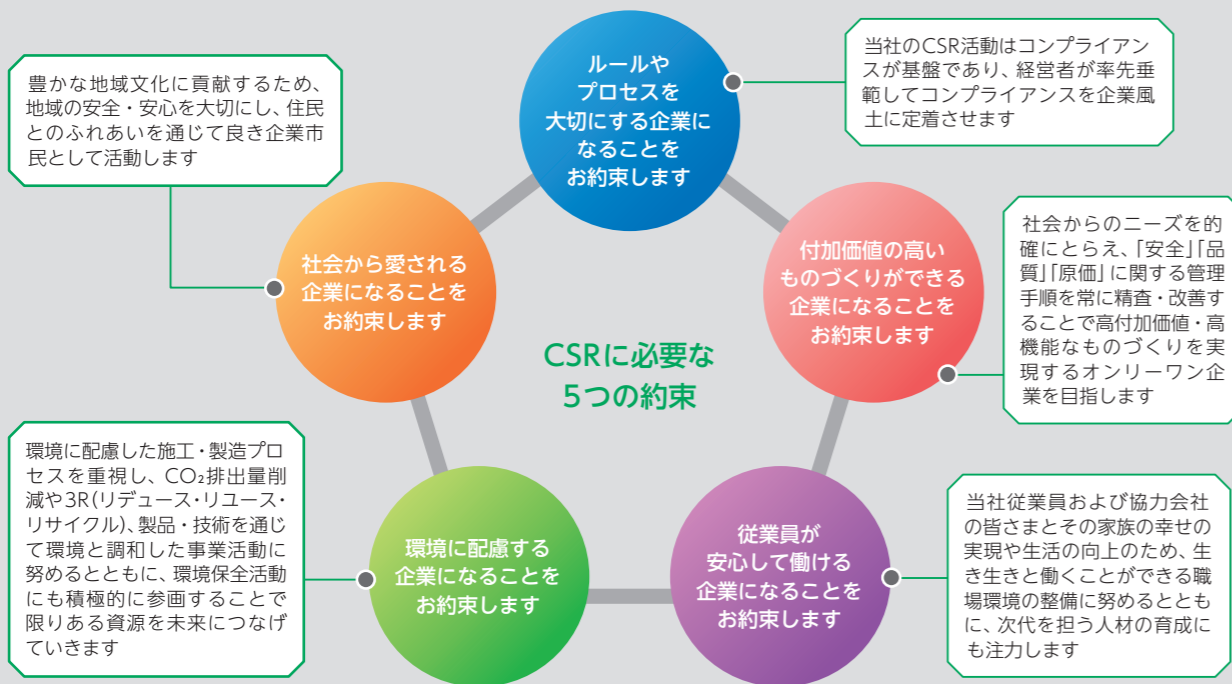 ルールや
プロセスを
大切にする企業に
なることを
お約束します
当社のCSR活動はコンプライアン
スが基盤であり、経営者が率先垂
範してコンプライアンスを企業風
土に定着させます
豊かな地域文化に貢献するため、
地域の安全・安心を大切にし、住民
とのふれあいを通じて良き企業市
民として活動します
社会から愛される
企業になることを
お約束します
付加価値の高い
ものづくりができる
企業になることを
お約束します
社会からのニーズを的
確にとらえ、「安全」「品
質」「原価」に関する管理
手順を常に精査・改善す
ることで高付加価値・高
機能なものづくりを実
現するオンリーワン企
業を目指します
CSRに必要な
5つの約束
環境に配慮した施工・製造プロ
セスを重視し、CO₂排出量削
減や3R(リデュース・リユース・
リサイクル)、製品・技術を通じ
て環境と調和した事業活動に
努めるとともに、環境保全活動
にも積極的に参画することで
限りある資源を未来につなげ
ていきます
環境に配慮する
企業になることを
お約束します
従業員が
安心して働ける
企業になることを
お約束します
当社従業員および協力会社
の皆さまとその家族の幸せの
実現や生活の向上のため、生
き生きと働くことができる職
場環境の整備に努めるととも
に、次代を担う人材の育成に
も注力します